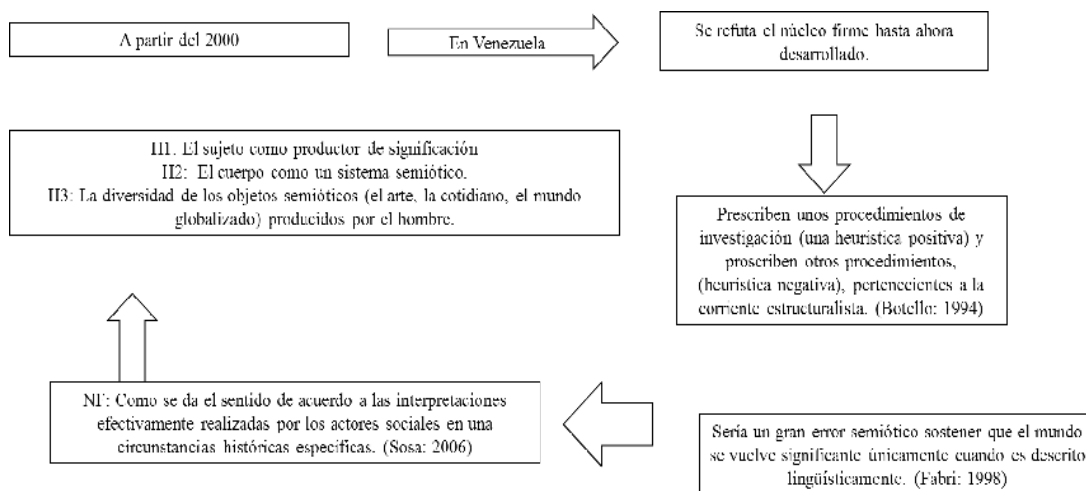 A partir del 2000
En Venezuela
Se refuta el núcleo firme hasta ahora
desarrollado.
Prescriben unos procedimientos de
investigación (una heurística positiva) y
proscriben otros procedimientos,
(heurística negativa), pertenecientes a la
corriente estructuralista. (Botello: 1994)
Sería un gran error semiótico sostener que el mundo
se vuelve significante únicamente cuando es descrito
lingüísticamente. (Fabri: 1998)
NF: Como se da el sentido de acuerdo a las interpretaciones
efectivamente realizadas por los actores sociales en una
circunstancias históricas específicas. (Sosa: 2006)
H1: El sujeto como productor de significación
H2: El cuerpo como un sistema semiótico.
H3: La diversidad de los objetos semióticos (el arte, la cotidiano, el mundo
globalizado) producidos por el hombre.